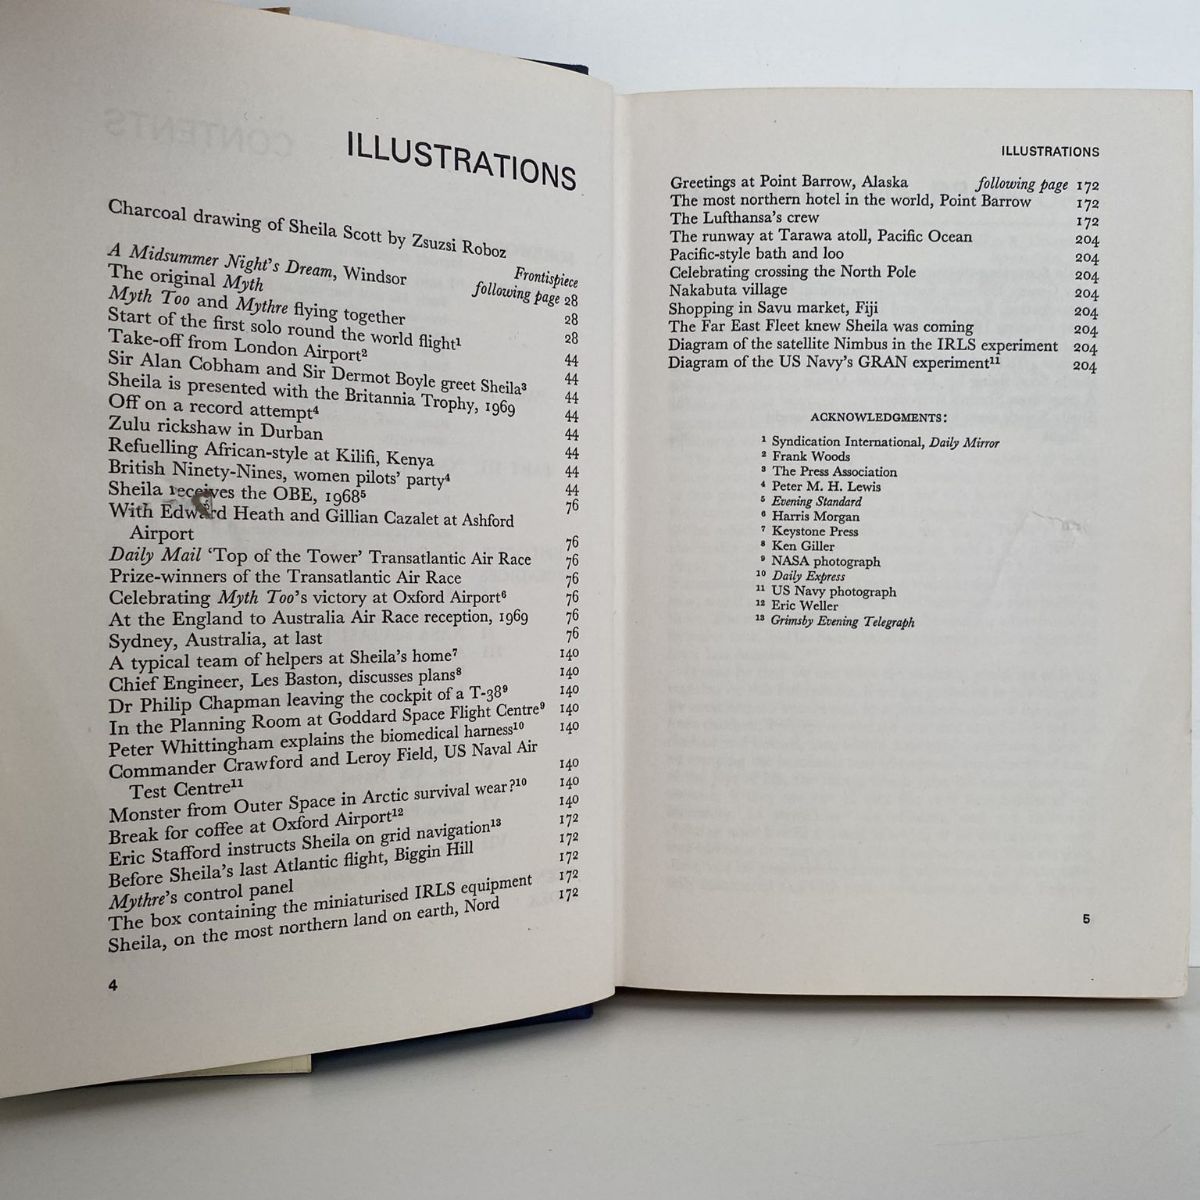 ILLUSTRATIONS
Charcoal drawing of Sheila Scott by Zsuzsi Roboz
Frontispiece
A Midsummer Night's Dream, Windsor following page 28
The original Myth 28
Myth Too and Mythre flying together 28
Start of the first solo round the world flight¹ 44
Take-off from London Airport² 44
Sir Alan Cobham and Sir Dermot Boyle greet Sheila³ 44
Sheila is presented with the Britannia Trophy, 1969 44
Off on a record attempt⁴ 44
Zulu rickshaw in Durban 44
Refuelling African-style at Kilifi, Kenya 44
British Ninety-Nines, women pilots' party⁴ 44
Sheila receives the OBE, 1968⁵ 76
With Edward Heath and Gillian Cazalet at Ashford
Airport 76
Daily Mail 'Top of the Tower' Transatlantic Air Race 76
Prize-winners of the Transatlantic Air Race 76
Celebrating Myth Too's victory at Oxford Airport⁶ 76
At the England to Australia Air Race reception, 1969 76
Sydney, Australia, at last 76
A typical team of helpers at Sheila's home⁷ 140
Chief Engineer, Les Baston, discusses plans⁸ 140
Dr Philip Chapman leaving the cockpit of a T-38⁹ 140
In the Planning Room at Goddard Space Flight Centre⁹ 140
Peter Whittingham explains the biomedical harness¹⁰ 140
Commander Crawford and Leroy Field, US Naval Air
Test Centre¹¹ 140
Monster from Outer Space in Arctic survival wear?¹⁰ 140
Break for coffee at Oxford Airport¹² 140
Eric Stafford instructs Sheila on grid navigation¹³ 172
Before Sheila's last Atlantic flight, Biggin Hill 172
Mythre's control panel 172
The box containing the miniaturised IRLS equipment 172
Sheila, on the most northern land on earth, Nord 172
4
ILLUSTRATIONS
Greetings at Point Barrow, Alaska following page 172
The most northern hotel in the world, Point Barrow 172
The Lufthansa's crew 172
The runway at Tarawa atoll, Pacific Ocean 204
Pacific-style bath and loo 204
Celebrating crossing the North Pole 204
Nakabuta village 204
Shopping in Savu market, Fiji 204
The Far East Fleet knew Sheila was coming 204
Diagram of the satellite Nimbus in the IRLS experiment 204
Diagram of the US Navy's GRAN experiment¹¹ 204
ACKNOWLEDGMENTS:
¹ Syndication International, Daily Mirror
² Frank Woods
³ The Press Association
⁴ Peter M. H. Lewis
⁵ Evening Standard
⁶ Harris Morgan
⁷ Keystone Press
⁸ Ken Giller
⁹ NASA photograph
¹⁰ Daily Express
¹¹ US Navy photograph
¹² Eric Weller
¹³ Grimsby Evening Telegraph
5